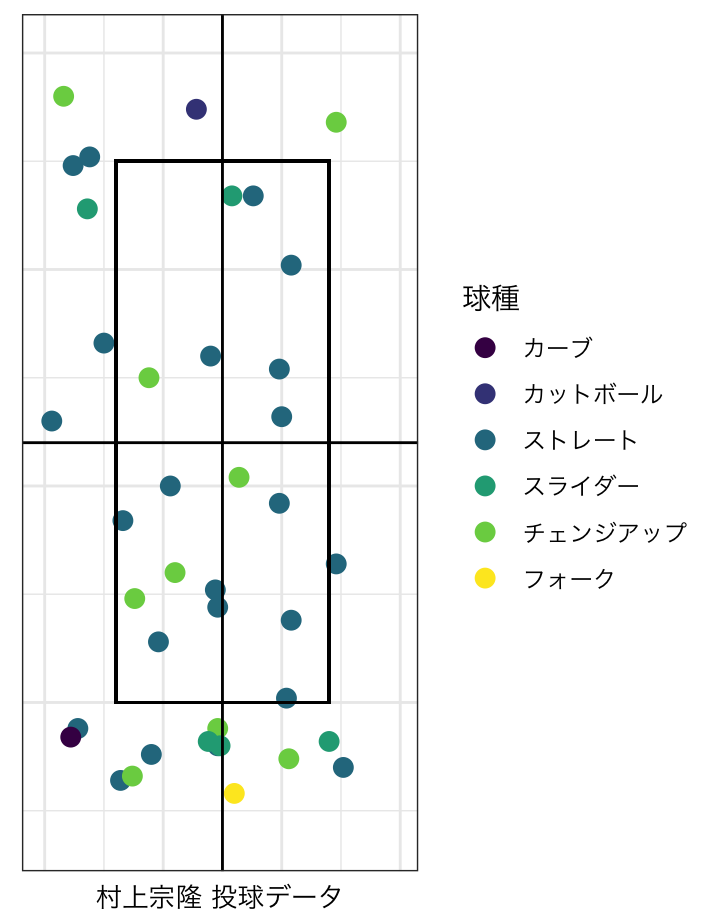 球種
カーブ
カットボール
ストレート
スライダー
チェンジアップ
フォーク
村上宗隆 投球データ